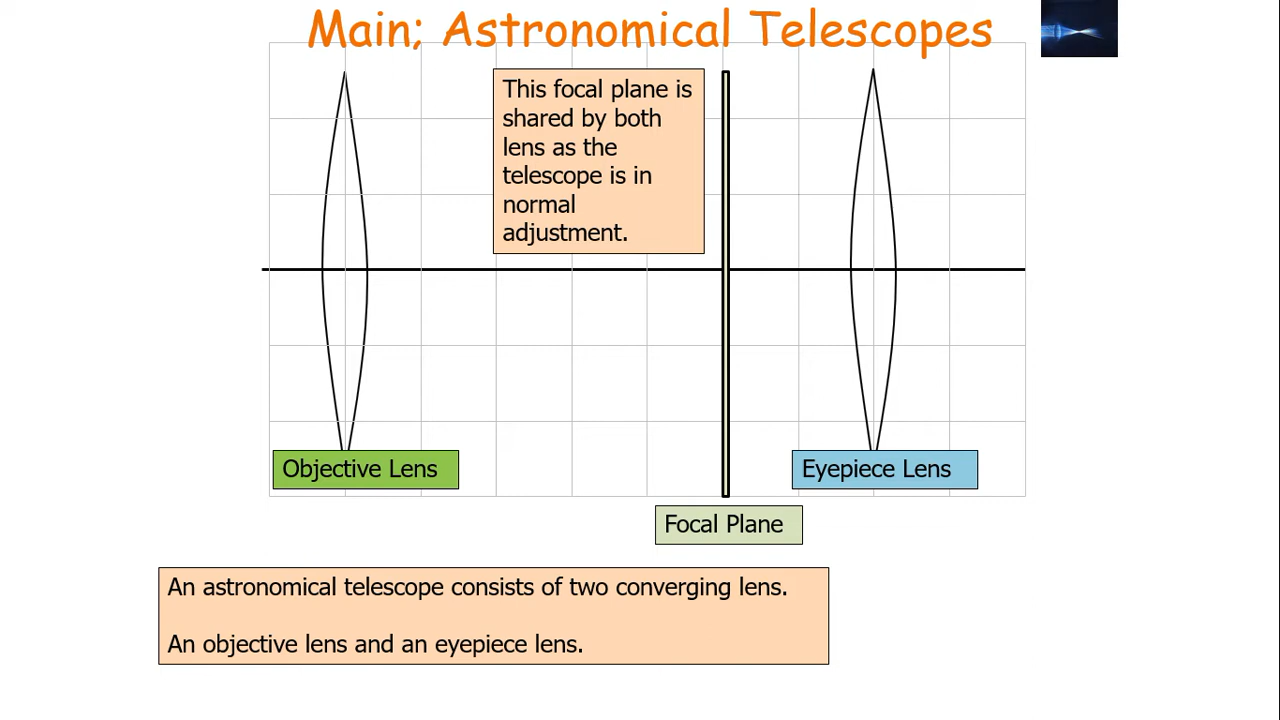 Main; Astronomical Telescopes
This focal plane is
shared by both
lens as the
telescope is in
normal
adjustment.
Objective Lens
Eyepiece Lens
Focal Plane
An astronomical telescope consists of two converging lens.
An objective lens and an eyepiece lens.